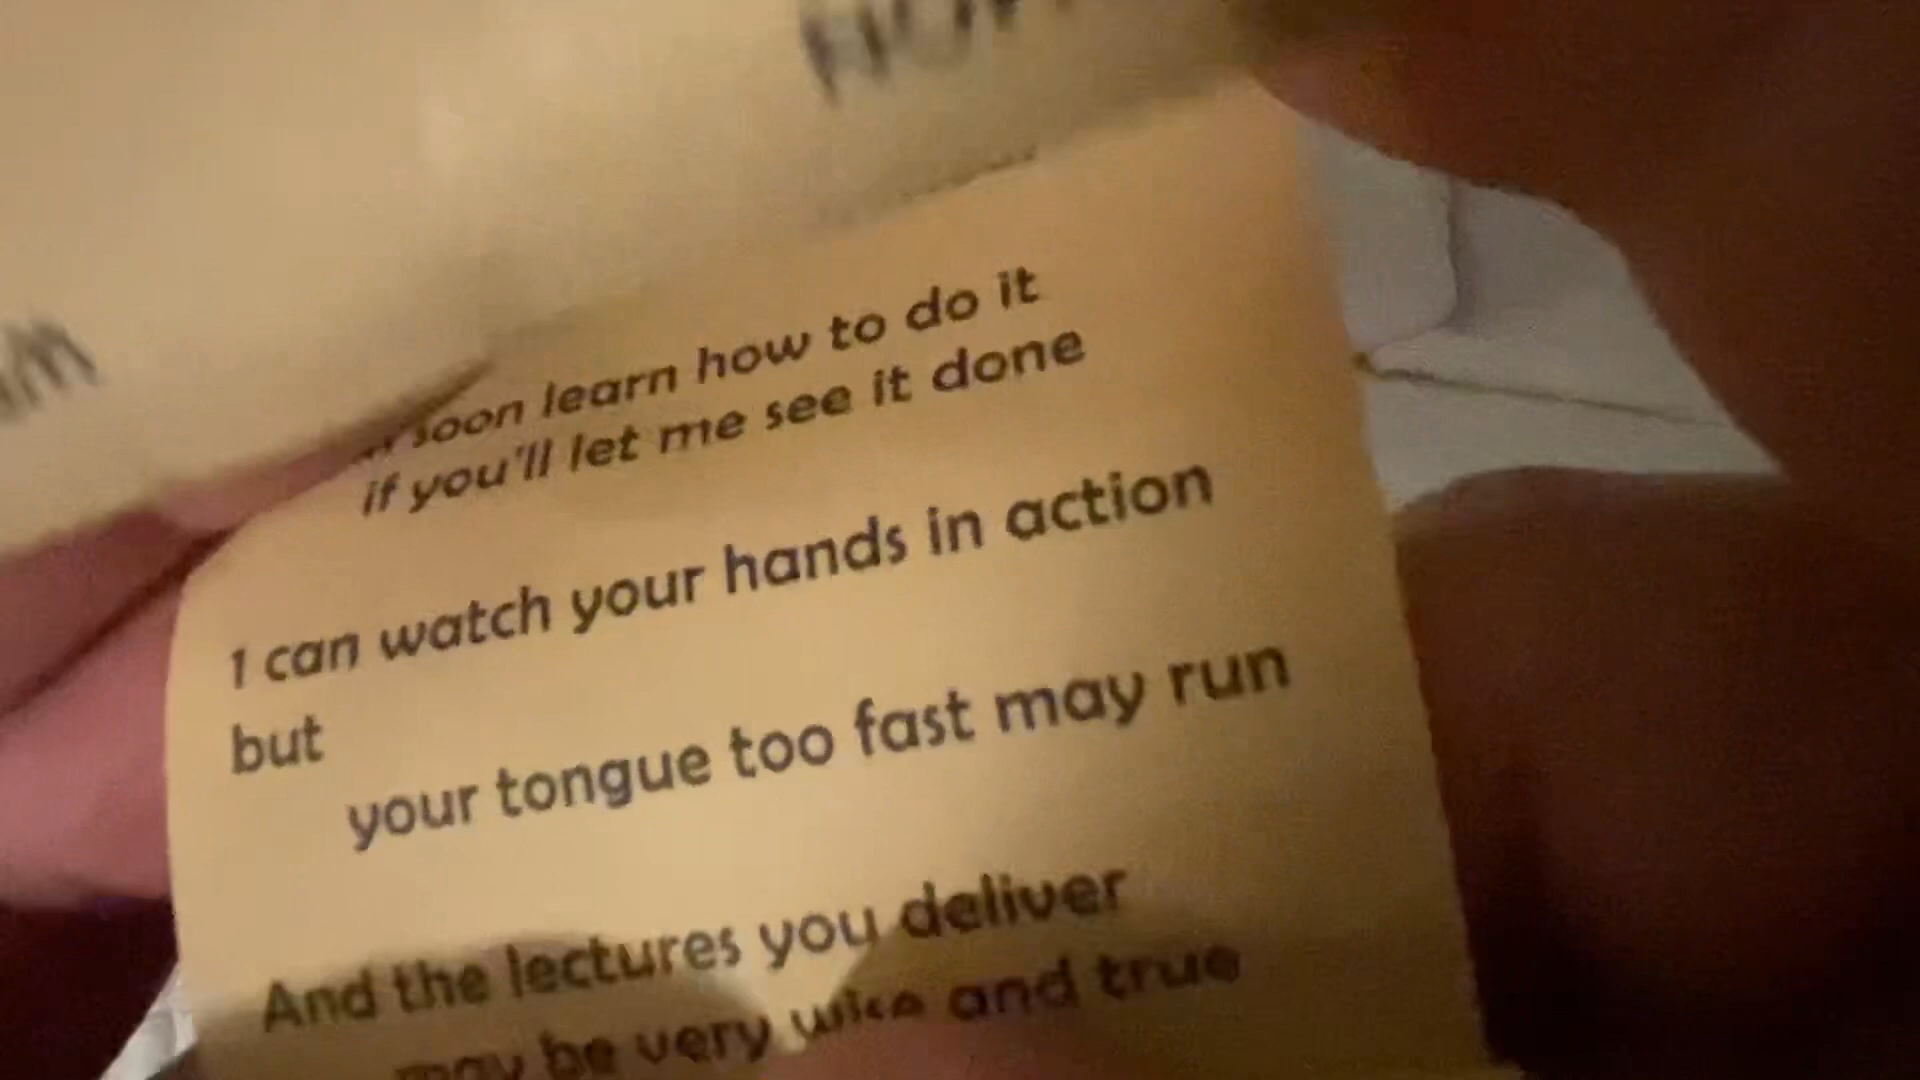 soon learn how to do it
if you'll let me see it done
I can watch your hands in action
but
your tongue too fast may run
And the lectures you deliver
may be very wise and true